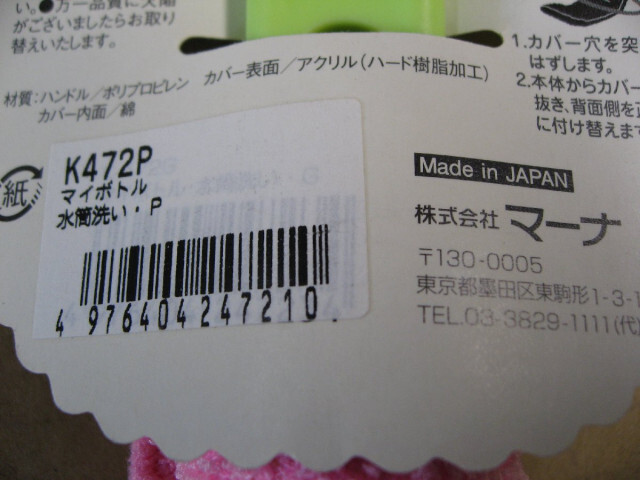 い。●万一品質に欠陥
がございましたらお取り
替えいたします。
材質：ハンドル／ポリプロピレン カバー表面／アクリル（ハード樹脂加工）
カバー内面／綿
1.カバー穴を突
はずします。
2.本体からカバー
抜き、背面側を
に付け替えます
紙
K472P
マイボトル
水筒洗い・P
4 976404 247210
Made in JAPAN
株式会社 マーナ
〒130-0005
東京都墨田区東駒形1-3-1
TEL.03-3829-1111(代)